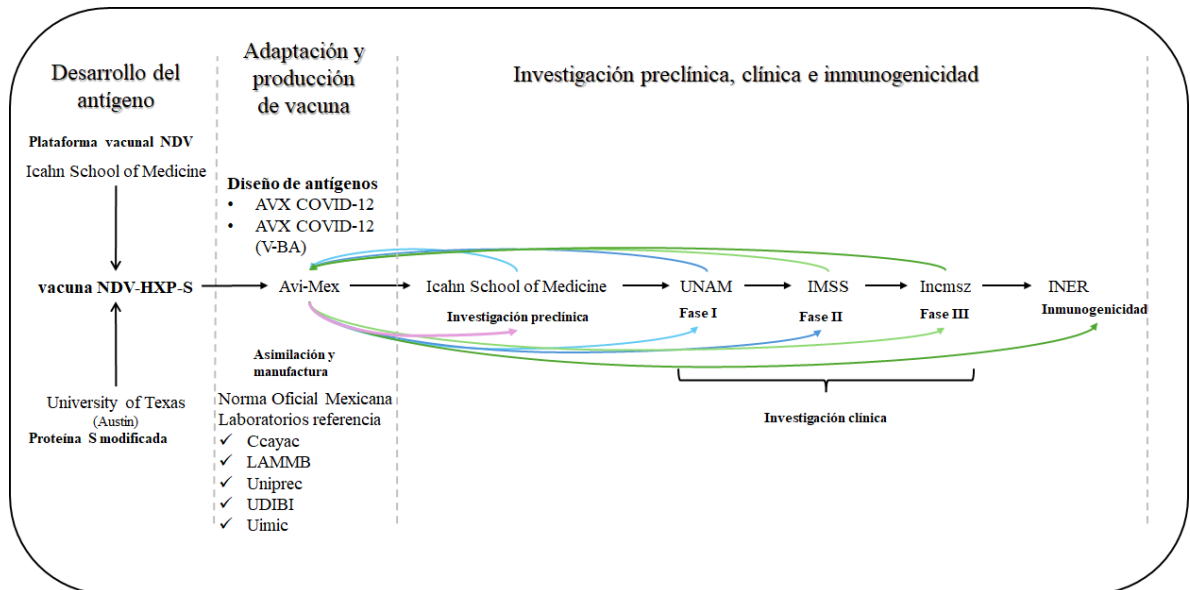 Desarrollo del
antígeno
Plataforma vacunal NDV
Icahn School of Medicine
vacuna NDV-HXP-S
University of Texas
(Austin)
Proteína S modificada
Adaptación y
producción
de vacuna
Diseño de antígenos
• AVX COVID-12
• AVX COVID-12
(V-BA)
Avi-Mex
Asimilación y
manufactura
Norma Oficial Mexicana
Laboratorios referencia
✓ Ccayac
✓ LAMMB
✓ Uniprec
✓ UDIBI
✓ Uimic
Investigación preclínica, clínica e inmunogenicidad
Icahn School of Medicine
Investigación preclínica
UNAM
Fase I
IMSS
Fase II
Incmsz
Fase III
INER
Inmunogenicidad
Investigación clínica